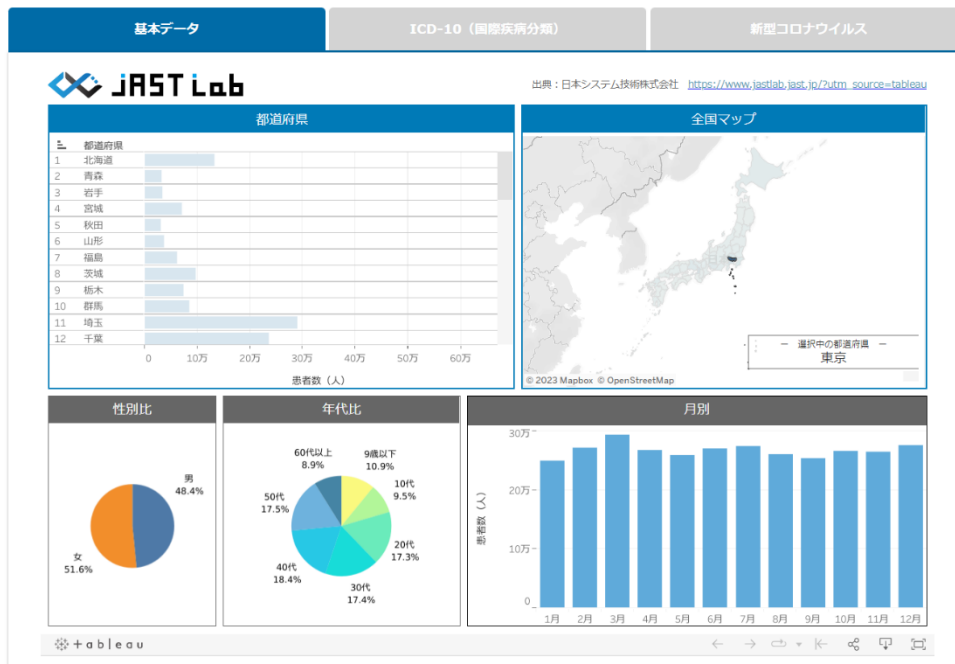 基本データ
ICD-10（国際疾病分類）
新型コロナウイルス
JAST Lab
出典：日本システム技術株式会社 https://www.jastlab.jast.jp/?utm_source=tableau
都道府県
都道府県
1 北海道
2 青森
3 岩手
4 宮城
5 秋田
6 山形
7 福島
8 茨城
9 栃木
10 群馬
11 埼玉
12 千葉
0 10万 20万 30万 40万 50万 60万
患者数（人）
全国マップ
選択中の都道府県
東京
© 2023 Mapbox © OpenStreetMap
性別比
男
48.4%
女
51.6%
年代比
60代以上
8.9%
9歳以下
10.9%
10代
9.5%
50代
17.5%
20代
17.3%
40代
18.4%
30代
17.4%
月別
30万
20万
10万
0
患者数（人）
1月 2月 3月 4月 5月 6月 7月 8月 9月 10月 11月 12月
+ a b | e a u